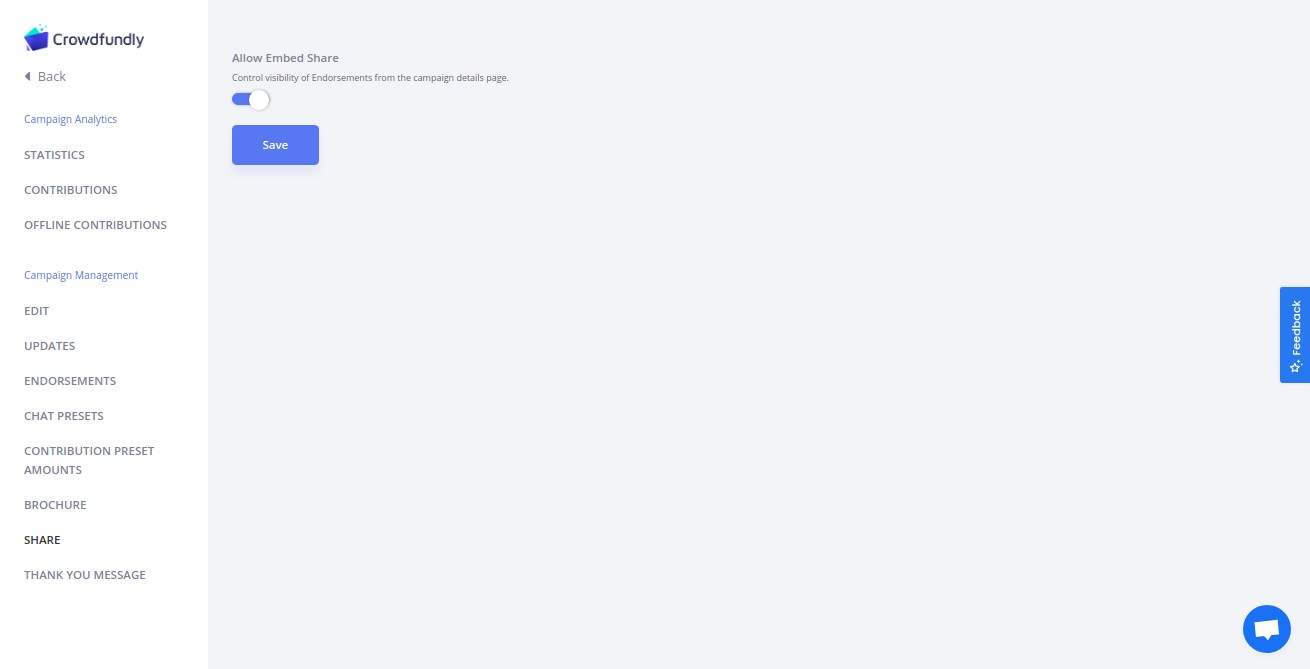 Crowdfundly
Back
Campaign Analytics
STATISTICS
CONTRIBUTIONS
OFFLINE CONTRIBUTIONS
Campaign Management
EDIT
UPDATES
ENDORSEMENTS
CHAT PRESETS
CONTRIBUTION PRESET
AMOUNTS
BROCHURE
SHARE
THANK YOU MESSAGE
Allow Embed Share
Control visibility of Endorsements from the campaign details page.
Save
Feedback